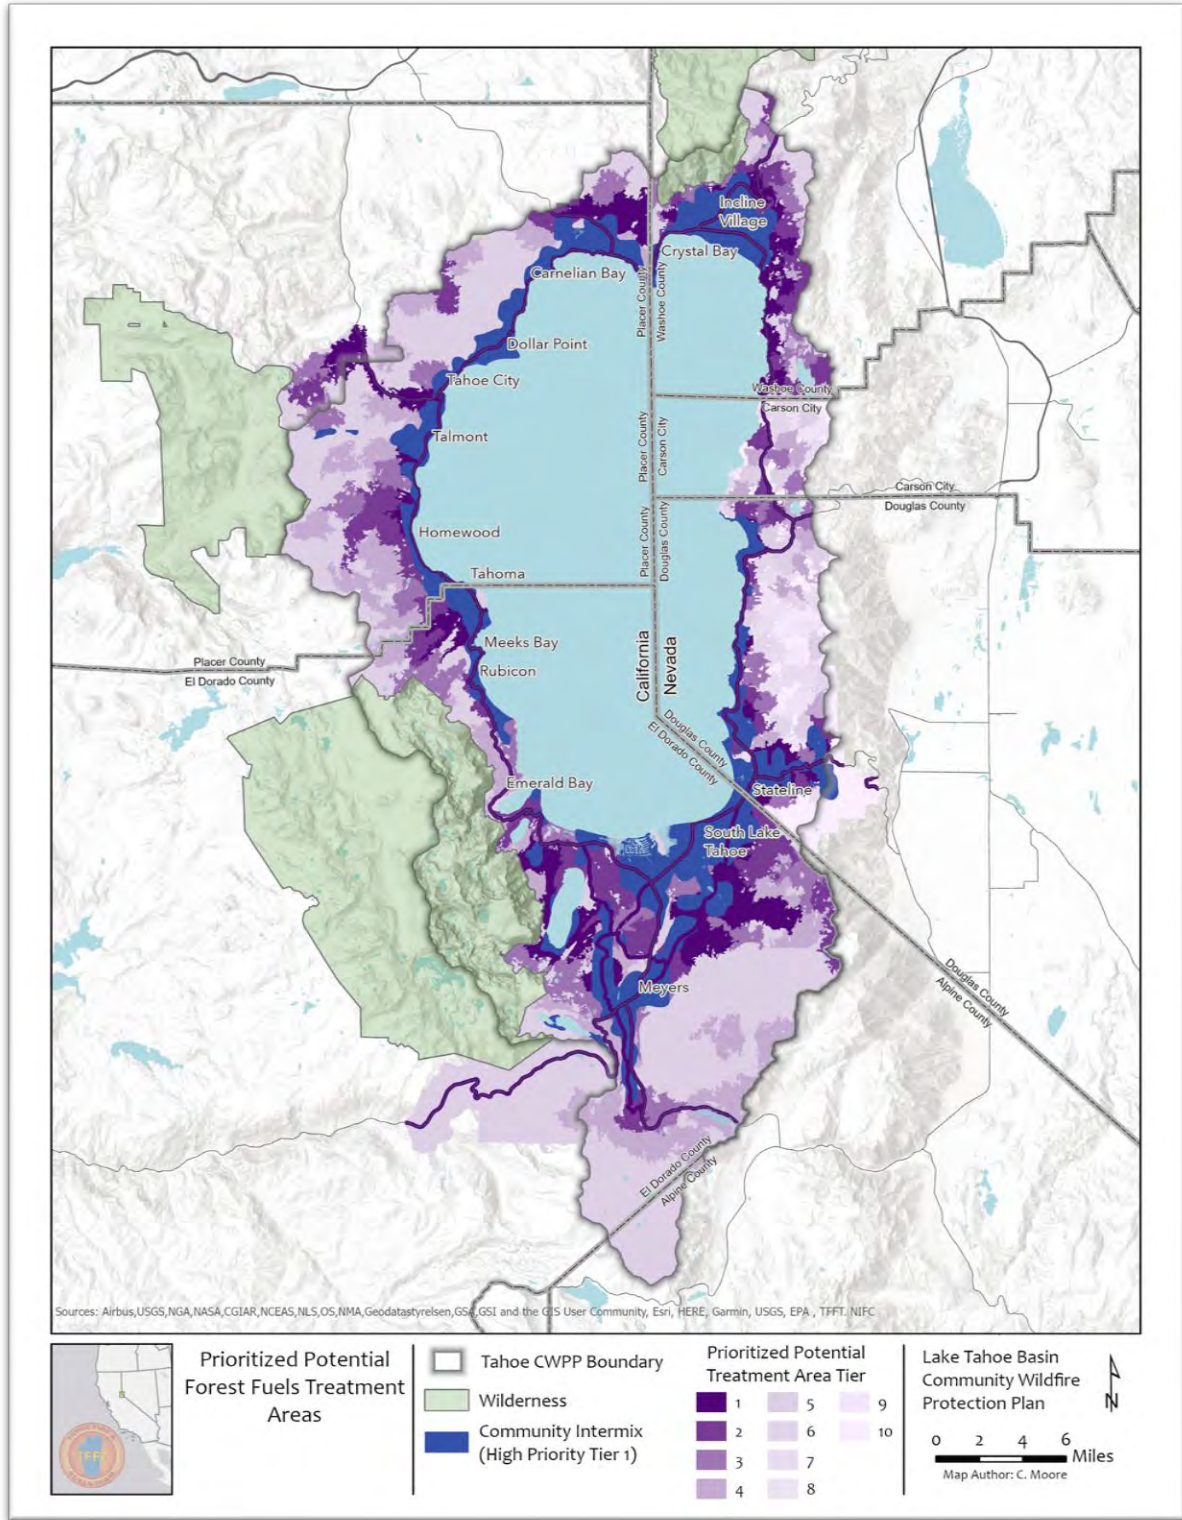 Incline
Village
Crystal Bay
Carnelian Bay
Placer County
Washoe County
Dollar Point
Tahoe City
Washoe County
Carson City
Talmont
Placer County
Carson City
Carson City
Douglas County
Homewood
Placer County
Douglas County
Tahoma
Meeks Bay
Rubicon
California
Nevada
Placer County
El Dorado County
Douglas County
El Dorado County
Emerald Bay
Stateline
South Lake
Tahoe
Meyers
Douglas County
Alpine County
El Dorado County
Alpine County
Sources: Airbus,USGS,NGA,NASA,CGIAR,NCEAS,NLS,OS,NMA,Geodatastyrelsen,GSA,GSI and the GIS User Community, Esri, HERE, Garmin, USGS, EPA , TFFT. NIFC
Prioritized Potential
Forest Fuels Treatment
Areas
Tahoe CWPP Boundary
Wilderness
Community Intermix
(High Priority Tier 1)
Prioritized Potential
Treatment Area Tier
1
2
3
4
5
6
7
8
9
10
Lake Tahoe Basin
Community Wildfire
Protection Plan
N
0 2 4 6 Miles
Map Author: C. Moore